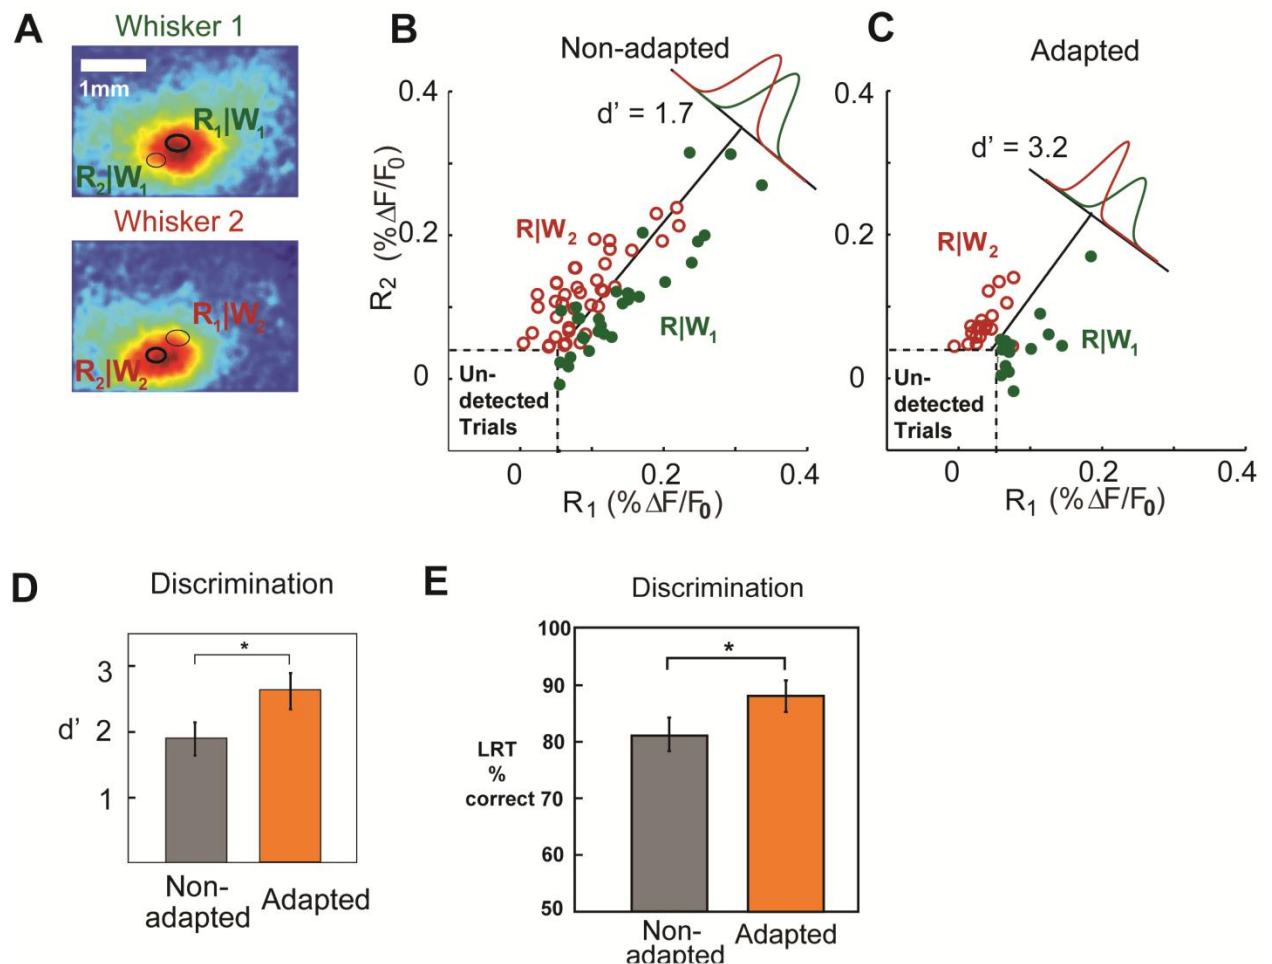 A
Whisker 1
1mm
R1|W1
R2|W1
Whisker 2
R1|W2
R2|W2
B
Non-adapted
d' = 1.7
0.4
0.2
0
R2 (% ΔF/F0)
R|W2
R|W1
Un-
detected
Trials
0
0.2
0.4
R1 (% ΔF/F0)
C
Adapted
d' = 3.2
0.4
0.2
0
R|W2
R|W1
Un-
detected
Trials
0
0.2
0.4
R1 (% ΔF/F0)
D
Discrimination
*
3
2
1
d'
Non-
adapted
Adapted
E
Discrimination
*
100
90
80
70
60
50
LRT
%
correct
Non-
adapted
Adapted